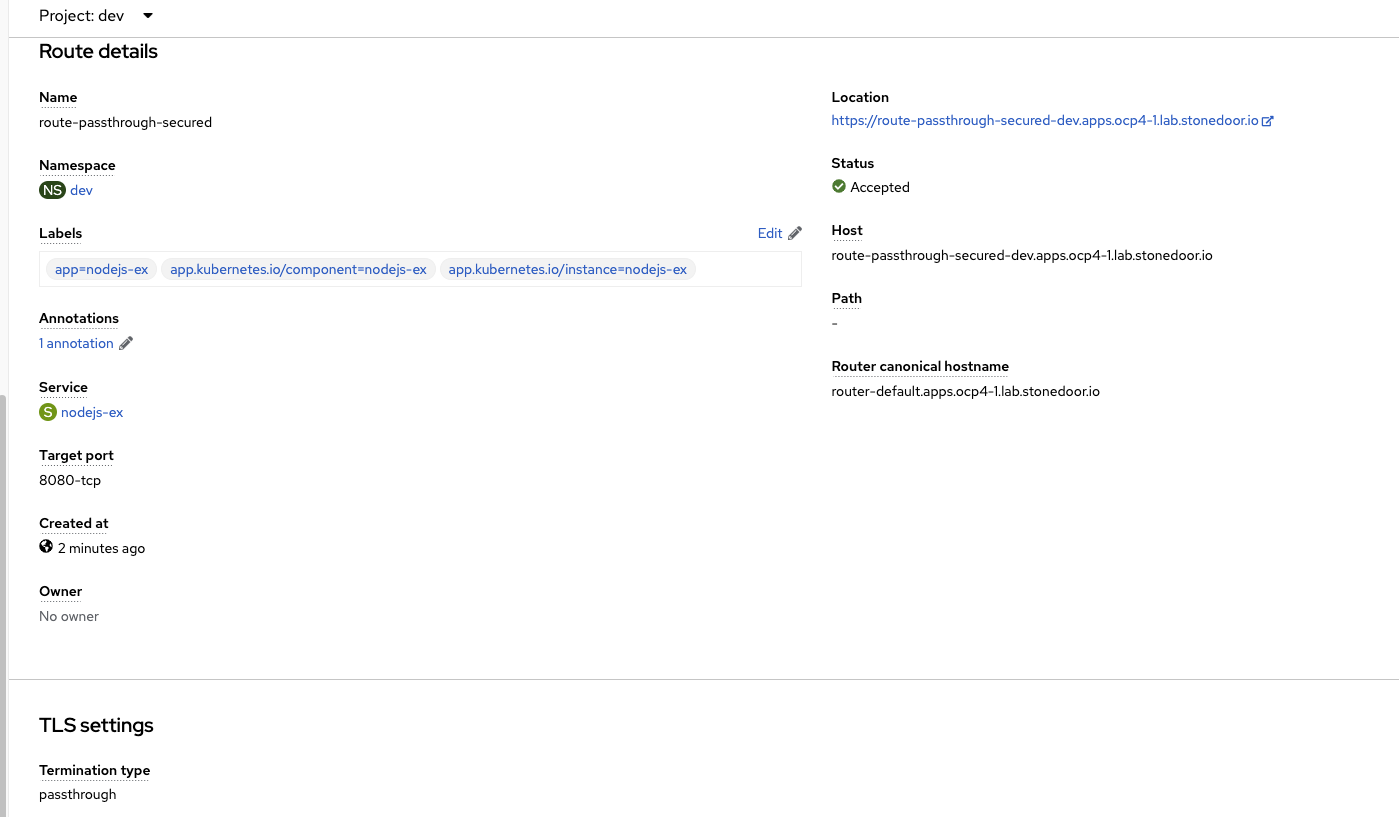 Project: dev
Route details
Name
route-passthrough-secured
Namespace
NS dev
Labels
Edit
app=nodejs-ex app.kubernetes.io/component=nodejs-ex app.kubernetes.io/instance=nodejs-ex
Annotations
1 annotation
Service
S nodejs-ex
Target port
8080-tcp
Created at
2 minutes ago
Owner
No owner
Location
https://route-passthrough-secured-dev.apps.ocp4-1.lab.stonedoor.io
Status
Accepted
Host
route-passthrough-secured-dev.apps.ocp4-1.lab.stonedoor.io
Path
-
Router canonical hostname
router-default.apps.ocp4-1.lab.stonedoor.io
TLS settings
Termination type
passthrough